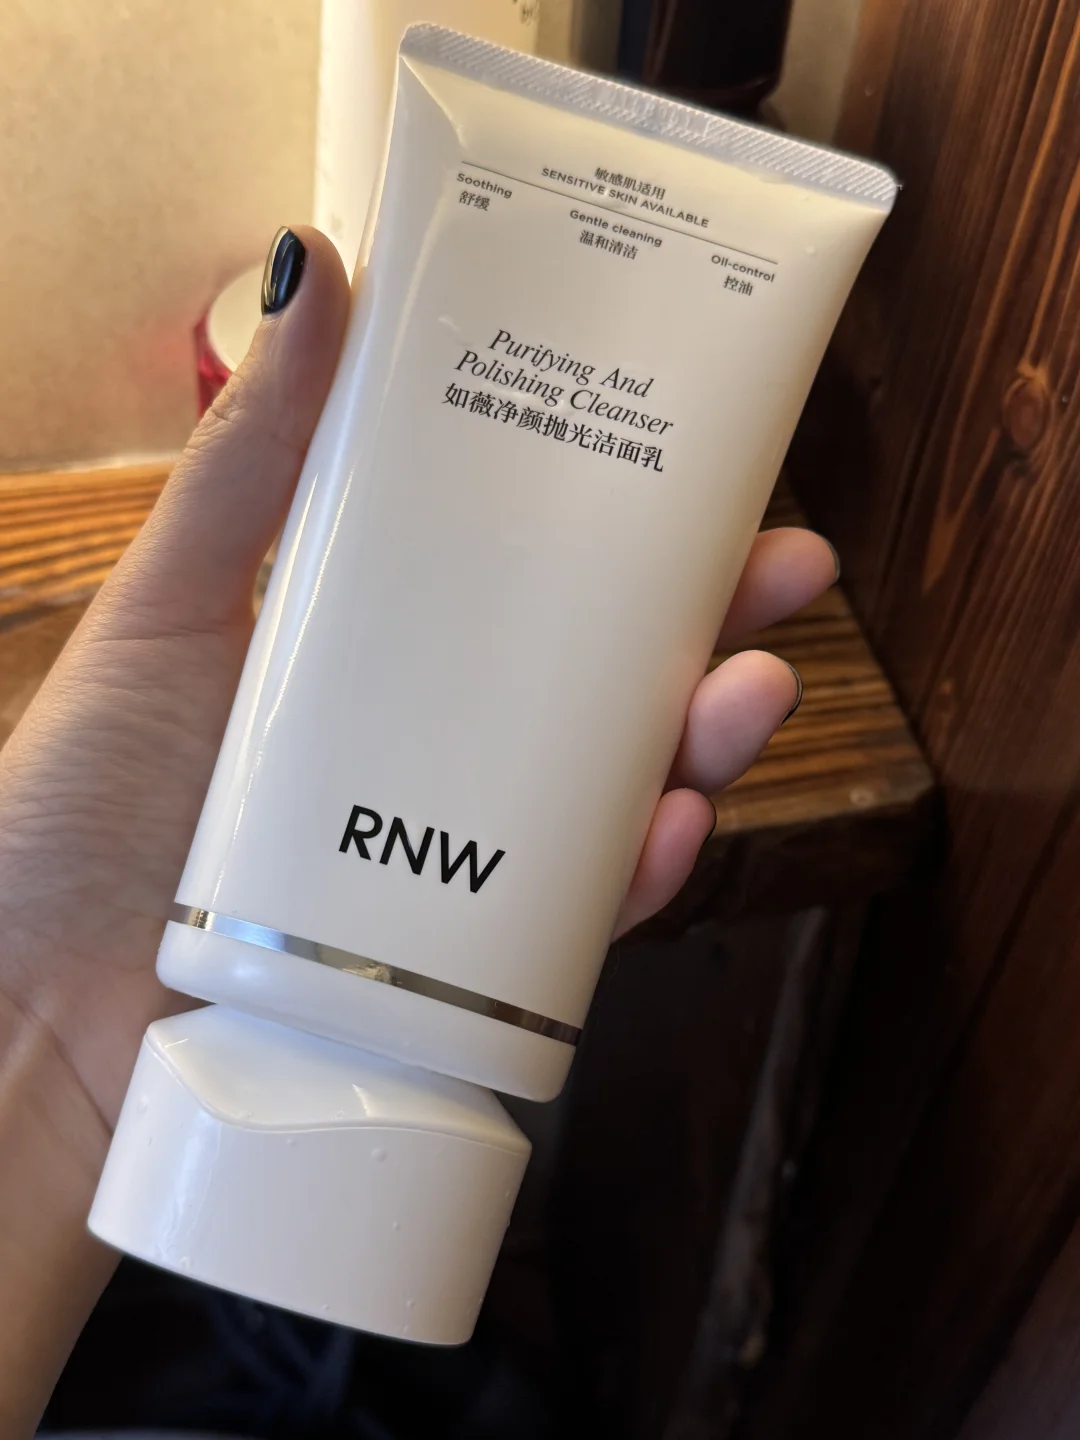 敏感肌适用
SENSITIVE SKIN AVAILABLE
Soothing
舒缓
Gentle cleaning
温和清洁
Oil-control
控油
Purifying And
Polishing Cleanser
如薇净颜抛光洁面乳
RNW